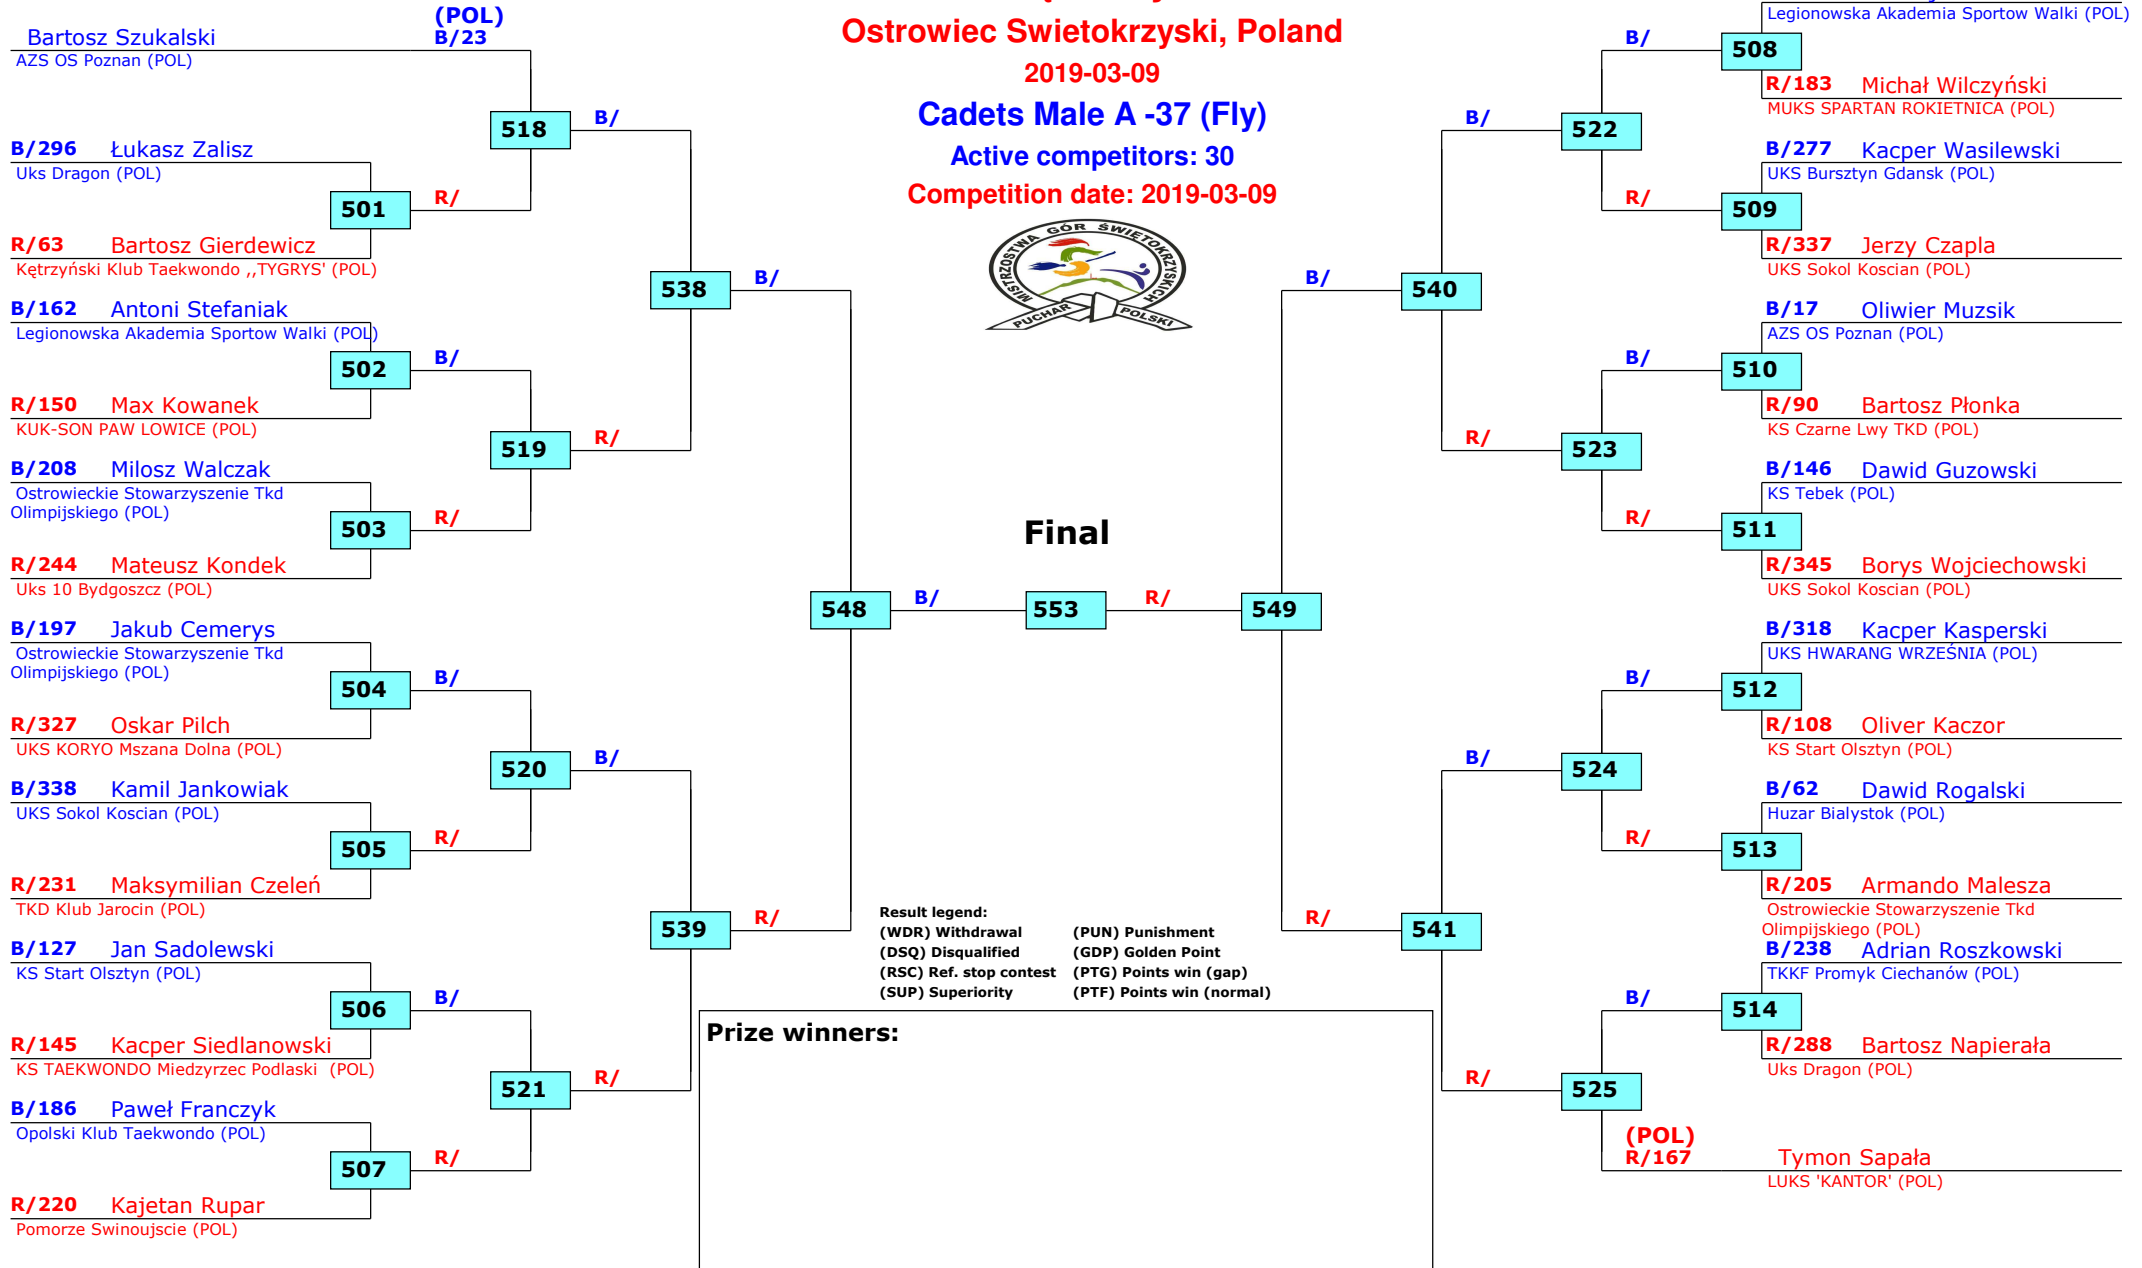 (POL)
Bartosz Szukalski B/23
AZS OS Poznan (POL)
518
B/
B/296 Łukasz Zalisz
Uks Dragon (POL)
501
R/
R/63 Bartosz Gierdewicz
Kętrzyński Klub Taekwondo ,,TYGRYS' (POL)
538
B/
B/162 Antoni Stefaniak
Legionowska Akademia Sportow Walki (POL)
502
B/
R/150 Max Kowanek
KUK-SON PAW LOWICE (POL)
519
R/
B/208 Milosz Walczak
Ostrowieckie Stowarzyszenie Tkd
Olimpijskiego (POL)
503
R/
R/244 Mateusz Kondek
Uks 10 Bydgoszcz (POL)
B/197 Jakub Cemerys
Ostrowieckie Stowarzyszenie Tkd
Olimpijskiego (POL)
504
B/
R/327 Oskar Pilch
UKS KORYO Mszana Dolna (POL)
520
B/
B/338 Kamil Jankowiak
UKS Sokol Koscian (POL)
505
R/
R/231 Maksymilian Czeleń
TKD Klub Jarocin (POL)
539
R/
B/127 Jan Sadolewski
KS Start Olsztyn (POL)
506
B/
R/145 Kacper Siedlanowski
KS TAEKWONDO Miedzyrzec Podlaski (POL)
521
R/
B/186 Paweł Franczyk
Opolski Klub Taekwondo (POL)
507
R/
R/220 Kajetan Rupar
Pomorze Swinoujscie (POL)
Ostrowiec Swietokrzyski, Poland
2019-03-09
Cadets Male A -37 (Fly)
Active competitors: 30
Competition date: 2019-03-09
MISTRZOSTWA GÓR ŚWIĘTOKRZYSKICH
PUCHAR POLSKI
Final
548
B/
553
R/
549
Result legend:
(WDR) Withdrawal (PUN) Punishment
(DSQ) Disqualified (GDP) Golden Point
(RSC) Ref. stop contest (PTG) Points win (gap)
(SUP) Superiority (PTF) Points win (normal)
Prize winners:
Legionowska Akademia Sportow Walki (POL)
B/
508
R/183 Michał Wilczyński
MUKS SPARTAN ROKIETNICA (POL)
B/
522
B/277 Kacper Wasilewski
UKS Bursztyn Gdansk (POL)
R/
509
R/337 Jerzy Czapla
UKS Sokol Koscian (POL)
B/
540
B/17 Oliwier Muzsik
AZS OS Poznan (POL)
B/
510
R/90 Bartosz Płonka
KS Czarne Lwy TKD (POL)
R/
523
B/146 Dawid Guzowski
KS Tebek (POL)
R/
511
R/345 Borys Wojciechowski
UKS Sokol Koscian (POL)
B/318 Kacper Kasperski
UKS HWARANG WRZEŚNIA (POL)
B/
512
R/108 Oliver Kaczor
KS Start Olsztyn (POL)
B/
524
B/62 Dawid Rogalski
Huzar Bialystok (POL)
R/
513
R/205 Armando Malesza
Ostrowieckie Stowarzyszenie Tkd
Olimpijskiego (POL)
R/
541
B/238 Adrian Roszkowski
TKKF Promyk Ciechanów (POL)
B/
514
R/288 Bartosz Napierała
Uks Dragon (POL)
R/
525
(POL)
R/167 Tymon Sapała
LUKS 'KANTOR' (POL)